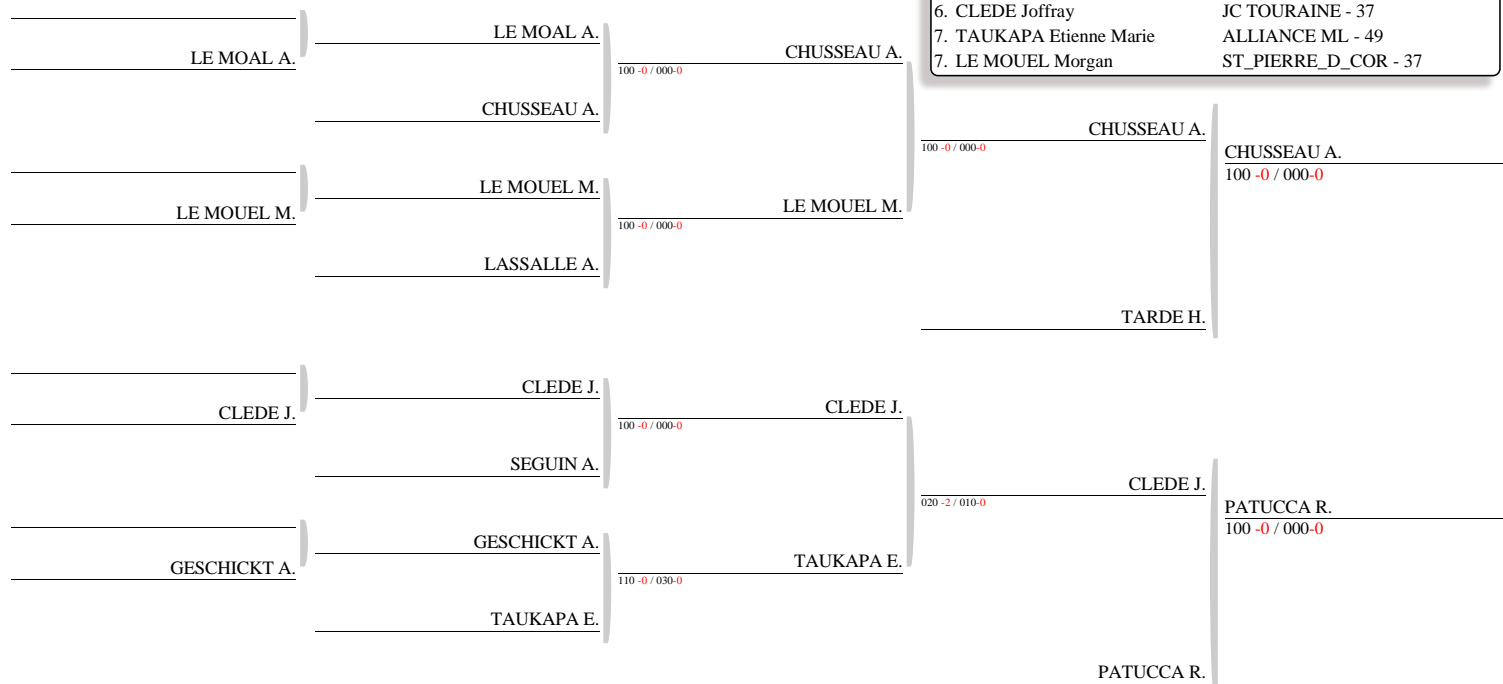 6. CLEDE Joffray JC TOURAINE - 37
7. TAUKAPA Etienne Marie ALLIANCE ML - 49
7. LE MOUEL Morgan ST_PIERRE_D_COR - 37
LE MOAL A.
LE MOAL A.
CHUSSEAU A.
100 -0 / 000-0
CHUSSEAU A.
CHUSSEAU A.
100 -0 / 000-0
CHUSSEAU A.
100 -0 / 000-0
LE MOUEL M.
LE MOUEL M.
LE MOUEL M.
100 -0 / 000-0
LASSALLE A.
TARDE H.
CLEDE J.
CLEDE J.
CLEDE J.
100 -0 / 000-0
SEGUIN A.
CLEDE J.
020 -2 / 010-0
PATUCCA R.
100 -0 / 000-0
GESCHICKT A.
GESCHICKT A.
TAUKAPA E.
110 -0 / 030-0
TAUKAPA E.
PATUCCA R.